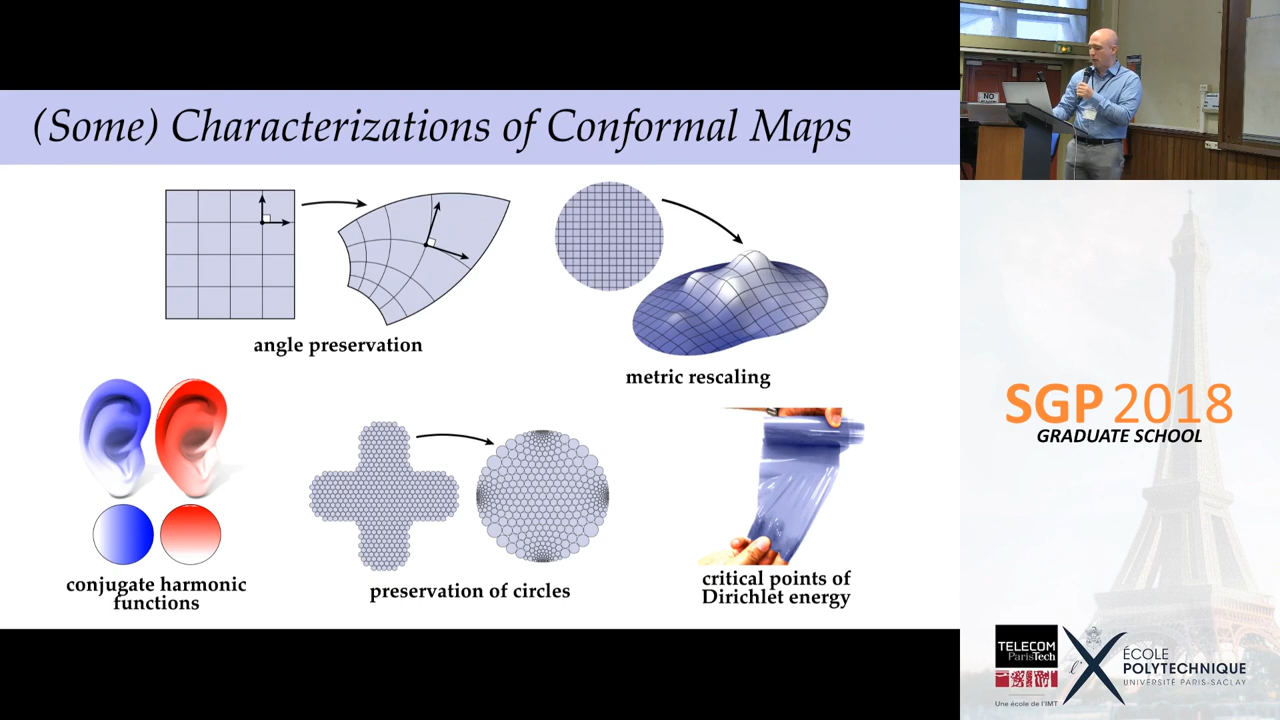 (Some) Characterizations of Conformal Maps
angle preservation
metric rescaling
conjugate harmonic
functions
preservation of circles
critical points of
Dirichlet energy
NO
SGP 2018
GRADUATE SCHOOL
TELECOM
ParisTech
Une école de l'IMT
l'X
ÉCOLE
POLYTECHNIQUE
UNIVERSITÉ PARIS-SACLAY